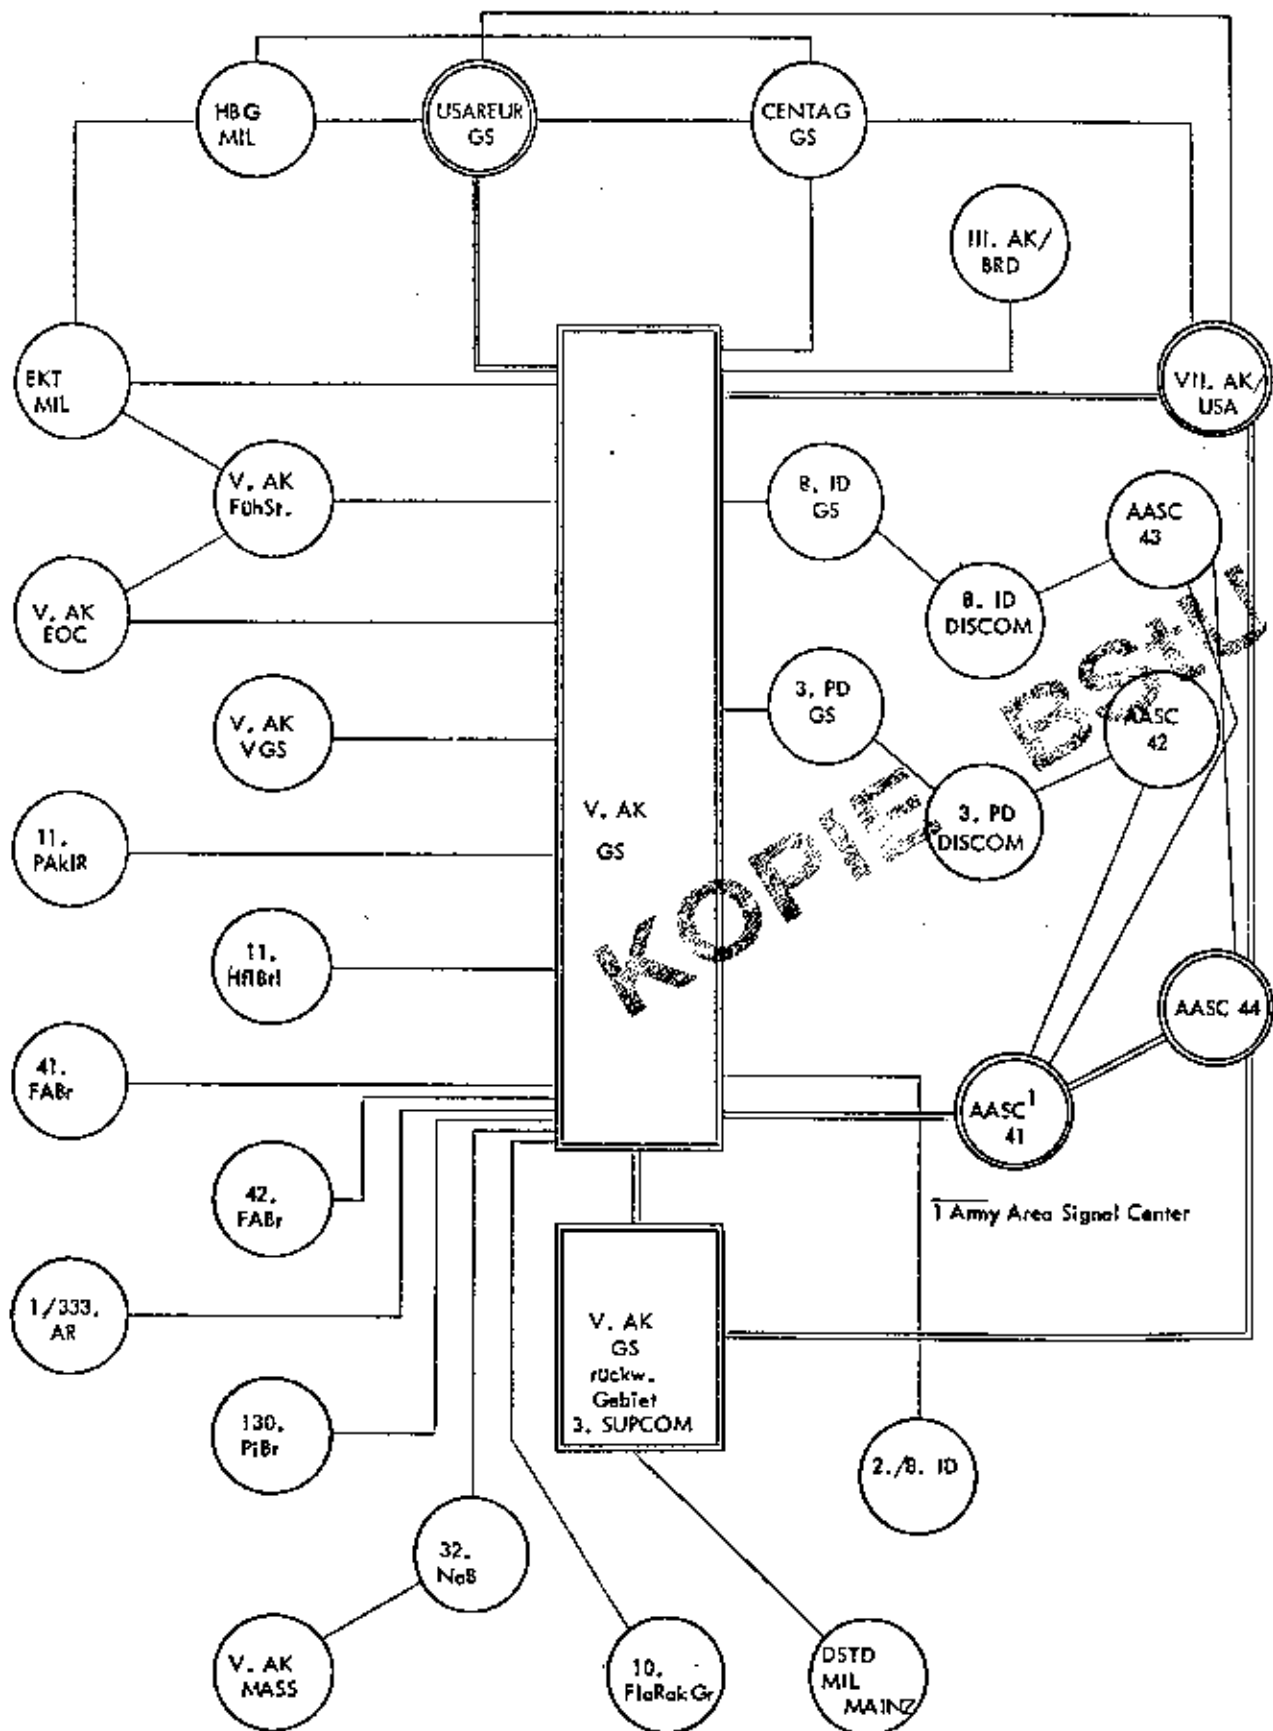 HBG
MIL
USAREUR
GS
CENTAG
GS
III. AK/
BRD
EKT
MIL
VII. AK/
USA
V. AK
FühSt.
8. ID
GS
AASC
43
V. AK
EOC
8. ID
DISCOM
V. AK
VGS
3. PD
GS
AASC
42
11.
PAklR
V. AK
GS
3. PD
DISCOM
11.
HflBrl
AASC 44
41.
FABr
AASC1
41
42.
FABr
1 Army Area Signal Center
1/333.
AR
V. AK
GS
rückw.
Gebiet
3. SUPCOM
130.
PiBr
2./8. ID
32.
NaB
V. AK
MASS
10.
FlaRakGr
DSTD
MIL
MAINZ
KOPIE BStU